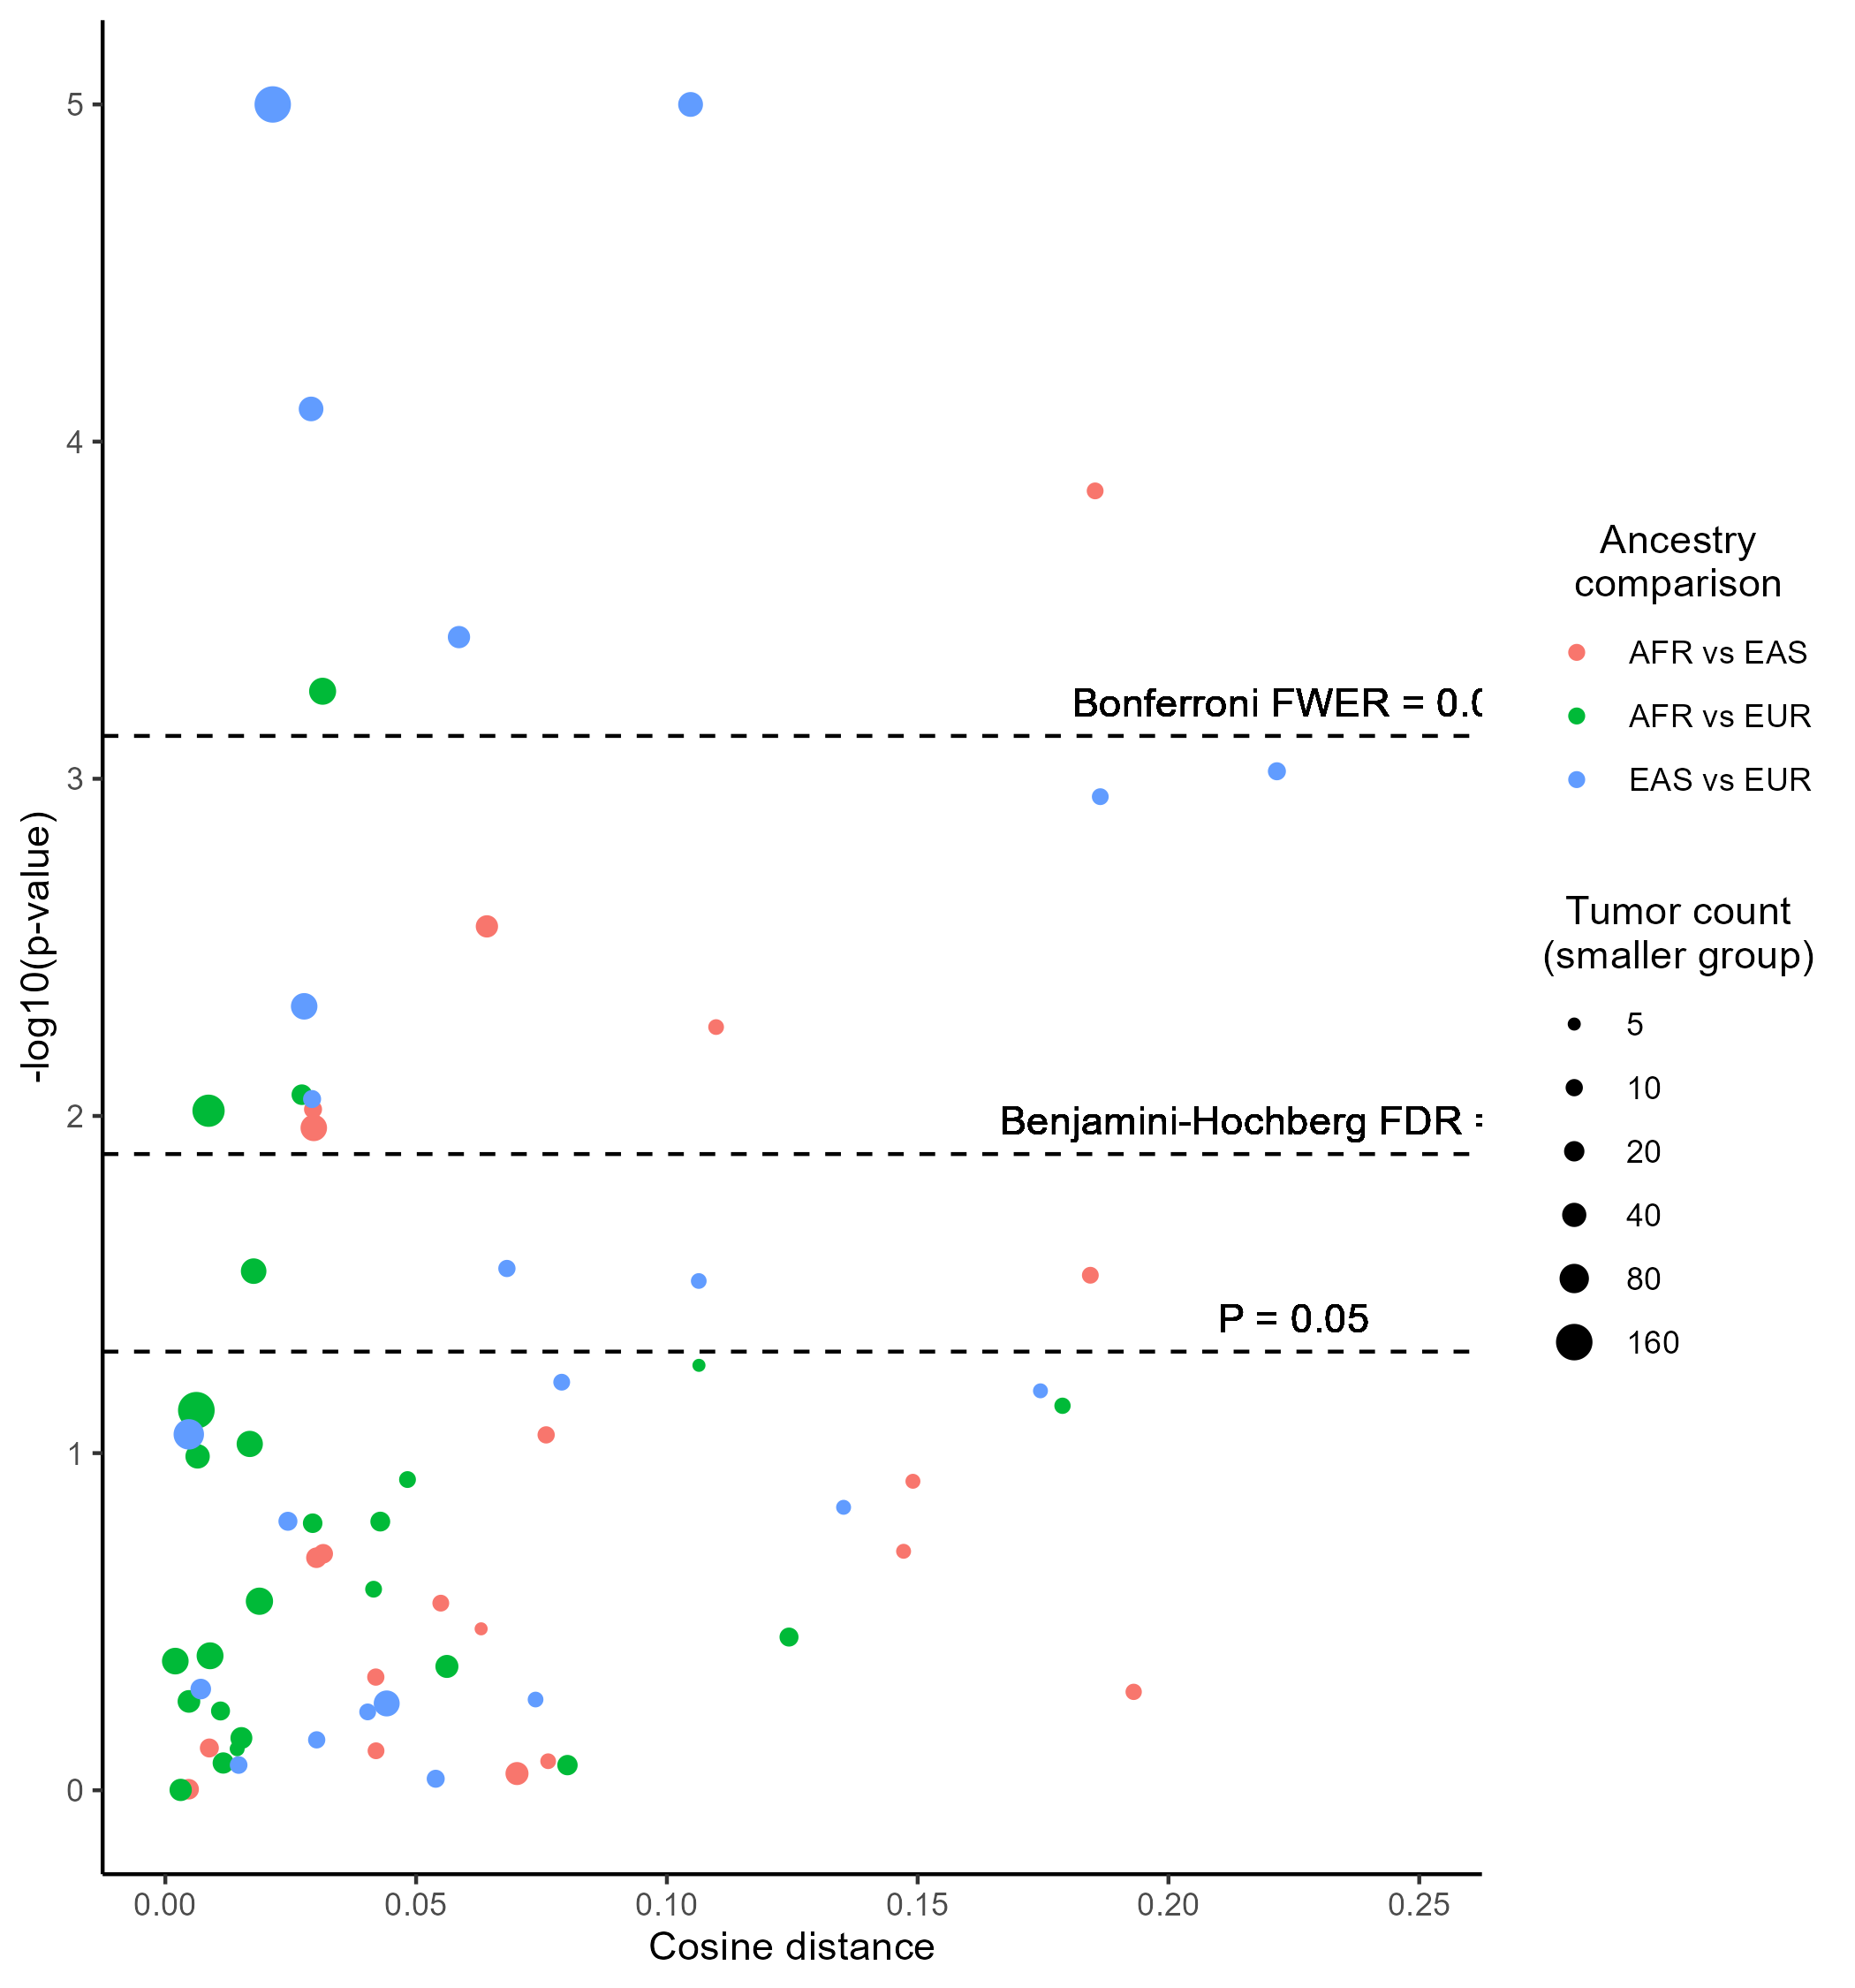 5
4
3
2
1
0
-log10(p-value)
Bonferroni FWER = 0.0
Benjamini-Hochberg FDR =
P = 0.05
0.00
0.05
0.10
0.15
0.20
0.25
Cosine distance
Ancestry
comparison
AFR vs EAS
AFR vs EUR
EAS vs EUR
Tumor count
(smaller group)
5
10
20
40
80
160